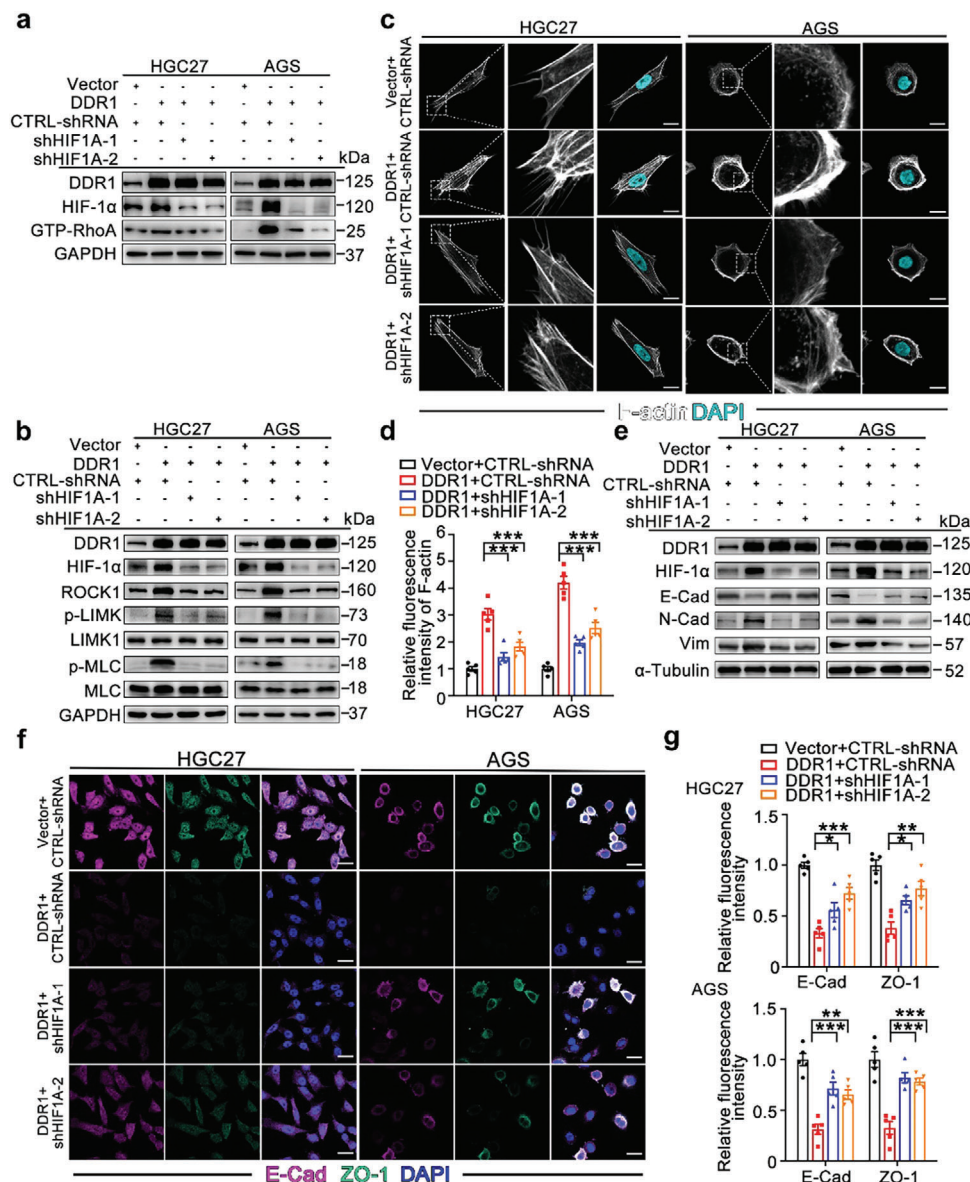 a
HGC27 AGS
Vector + - - - + - - -
DDR1 - + + + - + + +
CTRL-shRNA + + - - + + - -
shHIF1A-1 - - + - - - + -
shHIF1A-2 - - - + - - - +
kDa
DDR1 125
HIF-1α 120
GTP-RhoA 25
GAPDH 37
c
HGC27 AGS
Vector+
CTRL-shRNA
DDR1+
CTRL-shRNA
DDR1+
shHIF1A-1
DDR1+
shHIF1A-2
F-actin DAPI
b
HGC27 AGS
Vector + - - - + - - -
DDR1 - + + + - + + +
CTRL-shRNA + + - - + + - -
shHIF1A-1 - - + - - - + -
shHIF1A-2 - - - + - - - +
kDa
DDR1 125
HIF-1α 120
ROCK1 160
p-LIMK 73
LIMK1 70
p-MLC 18
MLC 18
GAPDH 37
d
Vector+CTRL-shRNA
DDR1+CTRL-shRNA
DDR1+shHIF1A-1
DDR1+shHIF1A-2
Relative fluorescence
intensity of F-actin
6
5
4
3
2
1
0
*** ***
*** ***
HGC27 AGS
e
HGC27 AGS
Vector + - - - + - - -
DDR1 - + + + - + + +
CTRL-shRNA + + - - + + - -
shHIF1A-1 - - + - - - + -
shHIF1A-2 - - - + - - - +
kDa
DDR1 125
HIF-1α 120
E-Cad 135
N-Cad 140
Vim 57
α-Tubulin 52
f
HGC27 AGS
Vector+
CTRL-shRNA
DDR1+
CTRL-shRNA
DDR1+
shHIF1A-1
DDR1+
shHIF1A-2
E-Cad ZO-1 DAPI
g
Vector+CTRL-shRNA
DDR1+CTRL-shRNA
DDR1+shHIF1A-1
DDR1+shHIF1A-2
HGC27
Relative fluorescence
intensity
1.5
1.0
0.5
0
*** **
* *
E-Cad ZO-1
AGS
Relative fluorescence
intensity
1.5
1.0
0.5
0
** ***
*** ***
E-Cad ZO-1